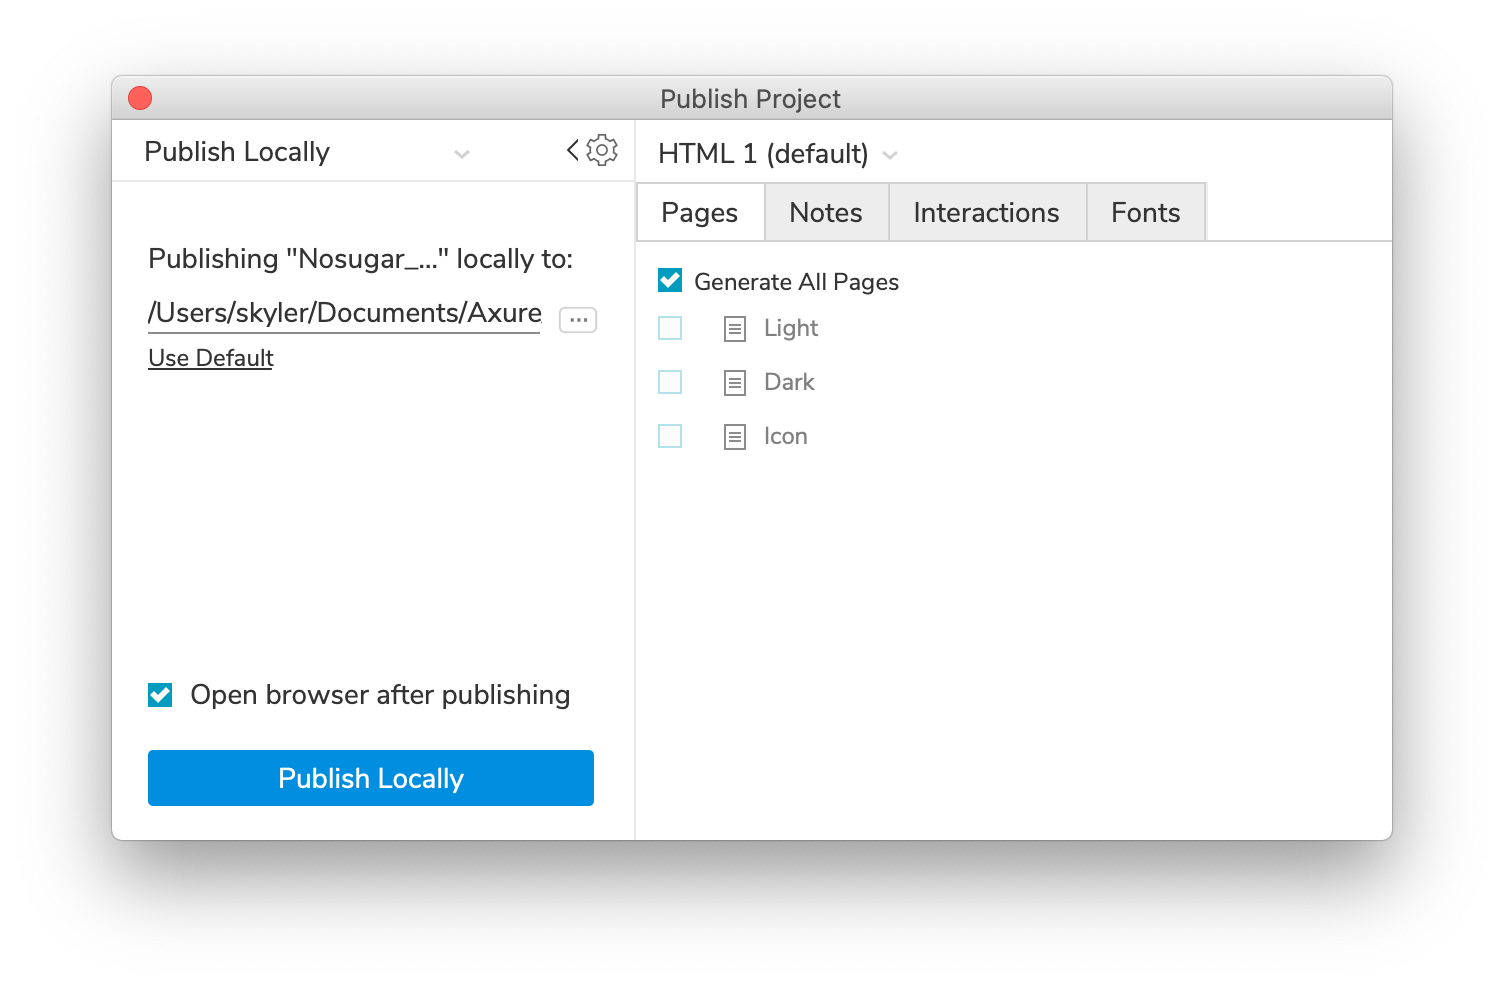 Publish Project
Publish Locally
HTML 1 (default)
Pages
Notes
Interactions
Fonts
Publishing "Nosugar_..." locally to:
/Users/skyler/Documents/Axure
...
Use Default
Generate All Pages
Light
Dark
Icon
Open browser after publishing
Publish Locally